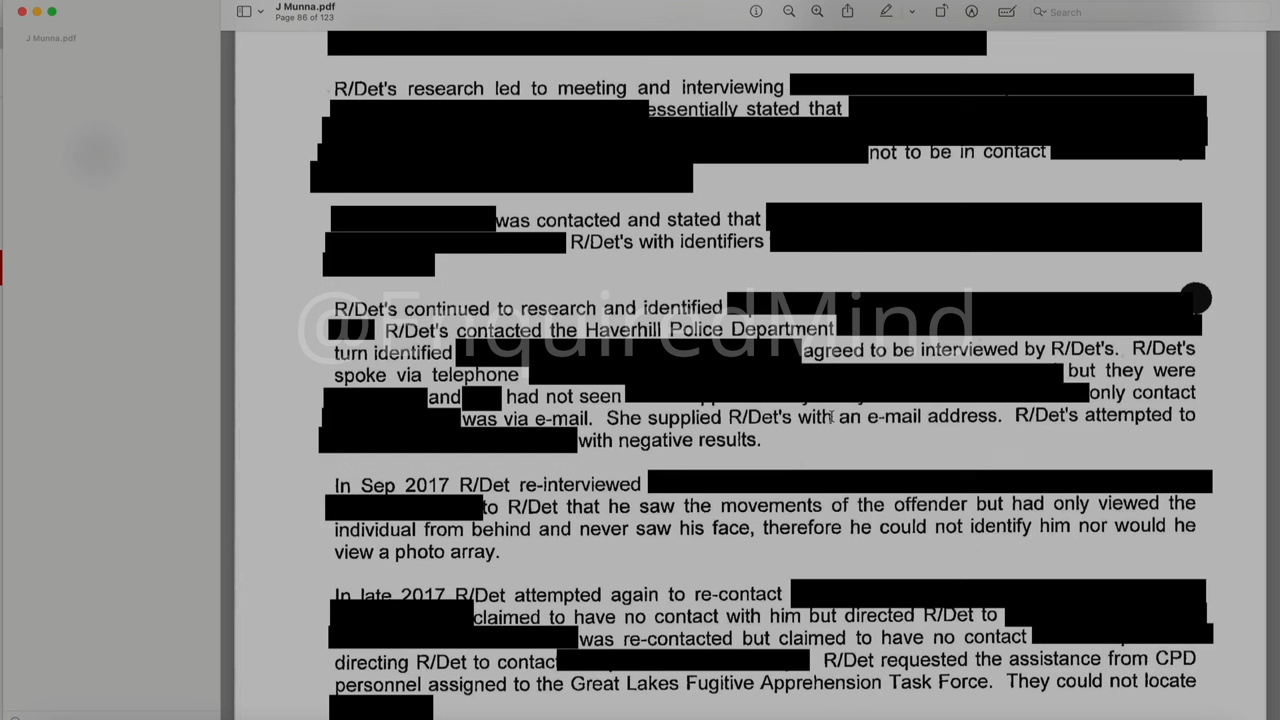 J Munna.pdf
Page 86 of 123
Search
J Munna.pdf
R/Det's research led to meeting and interviewing
essentially stated that
not to be in contact
was contacted and stated that
R/Det's with identifiers
R/Det's continued to research and identified
R/Det's contacted the Haverhill Police Department
turn identified agreed to be interviewed by R/Det's. R/Det's
spoke via telephone but they were
and had not seen only contact
was via e-mail. She supplied R/Det's with an e-mail address. R/Det's attempted to
with negative results.
@EnquiredMind
In Sep 2017 R/Det re-interviewed
to R/Det that he saw the movements of the offender but had only viewed the
individual from behind and never saw his face, therefore he could not identify him nor would he
view a photo array.
In late 2017 R/Det attempted again to re-contact
claimed to have no contact with him but directed R/Det to
was re-contacted but claimed to have no contact
directing R/Det to contact R/Det requested the assistance from CPD
personnel assigned to the Great Lakes Fugitive Apprehension Task Force. They could not locate